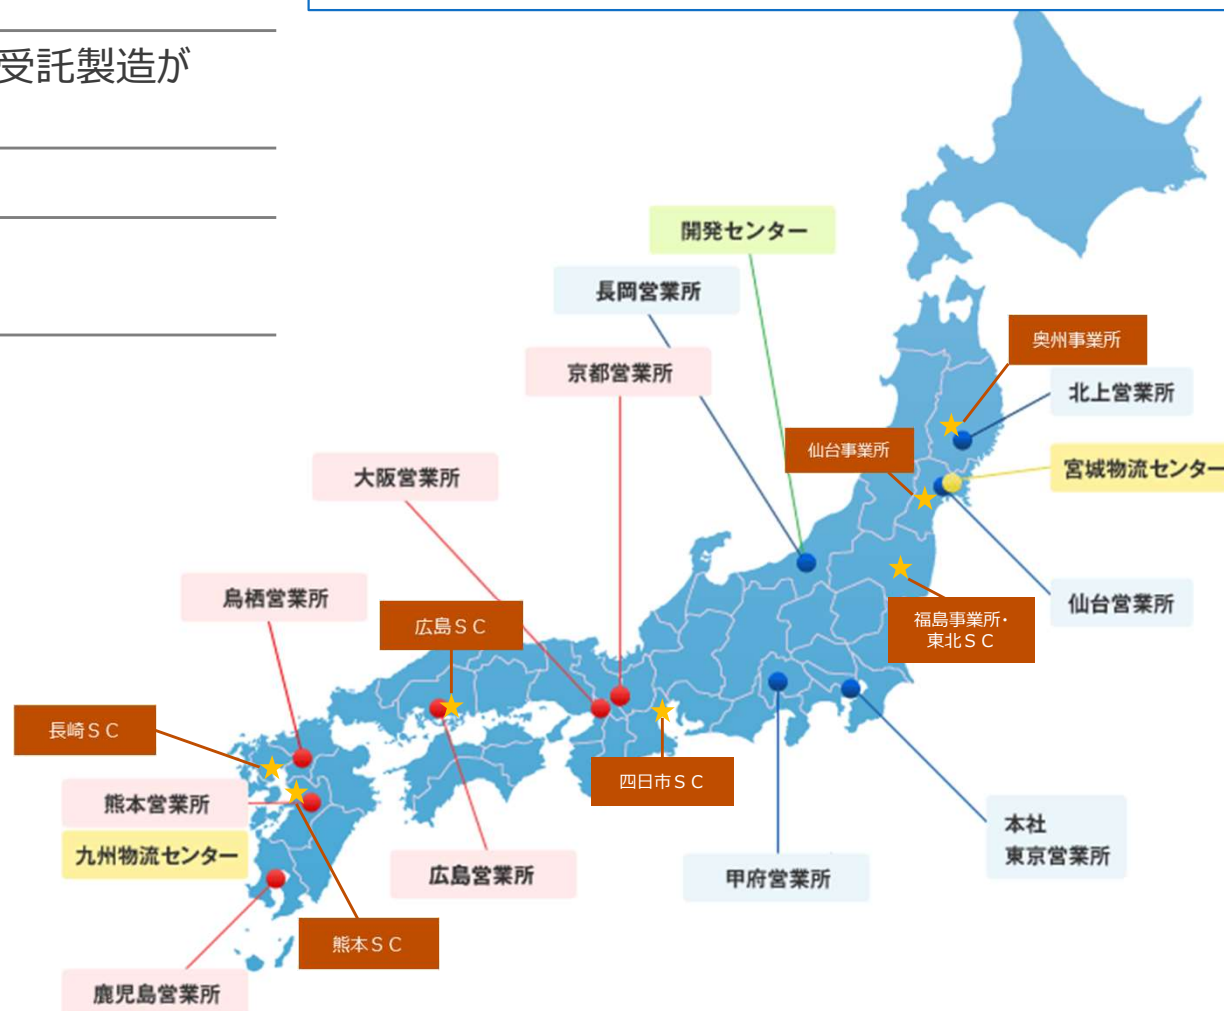 受託製造が
開発センター
長岡営業所
奥州事業所
京都営業所
北上営業所
仙台事業所
宮城物流センター
大阪営業所
鳥栖営業所
仙台営業所
広島ＳＣ
福島事業所・
東北ＳＣ
長崎ＳＣ
四日市ＳＣ
熊本営業所
本社
東京営業所
九州物流センター
広島営業所
甲府営業所
熊本ＳＣ
鹿児島営業所